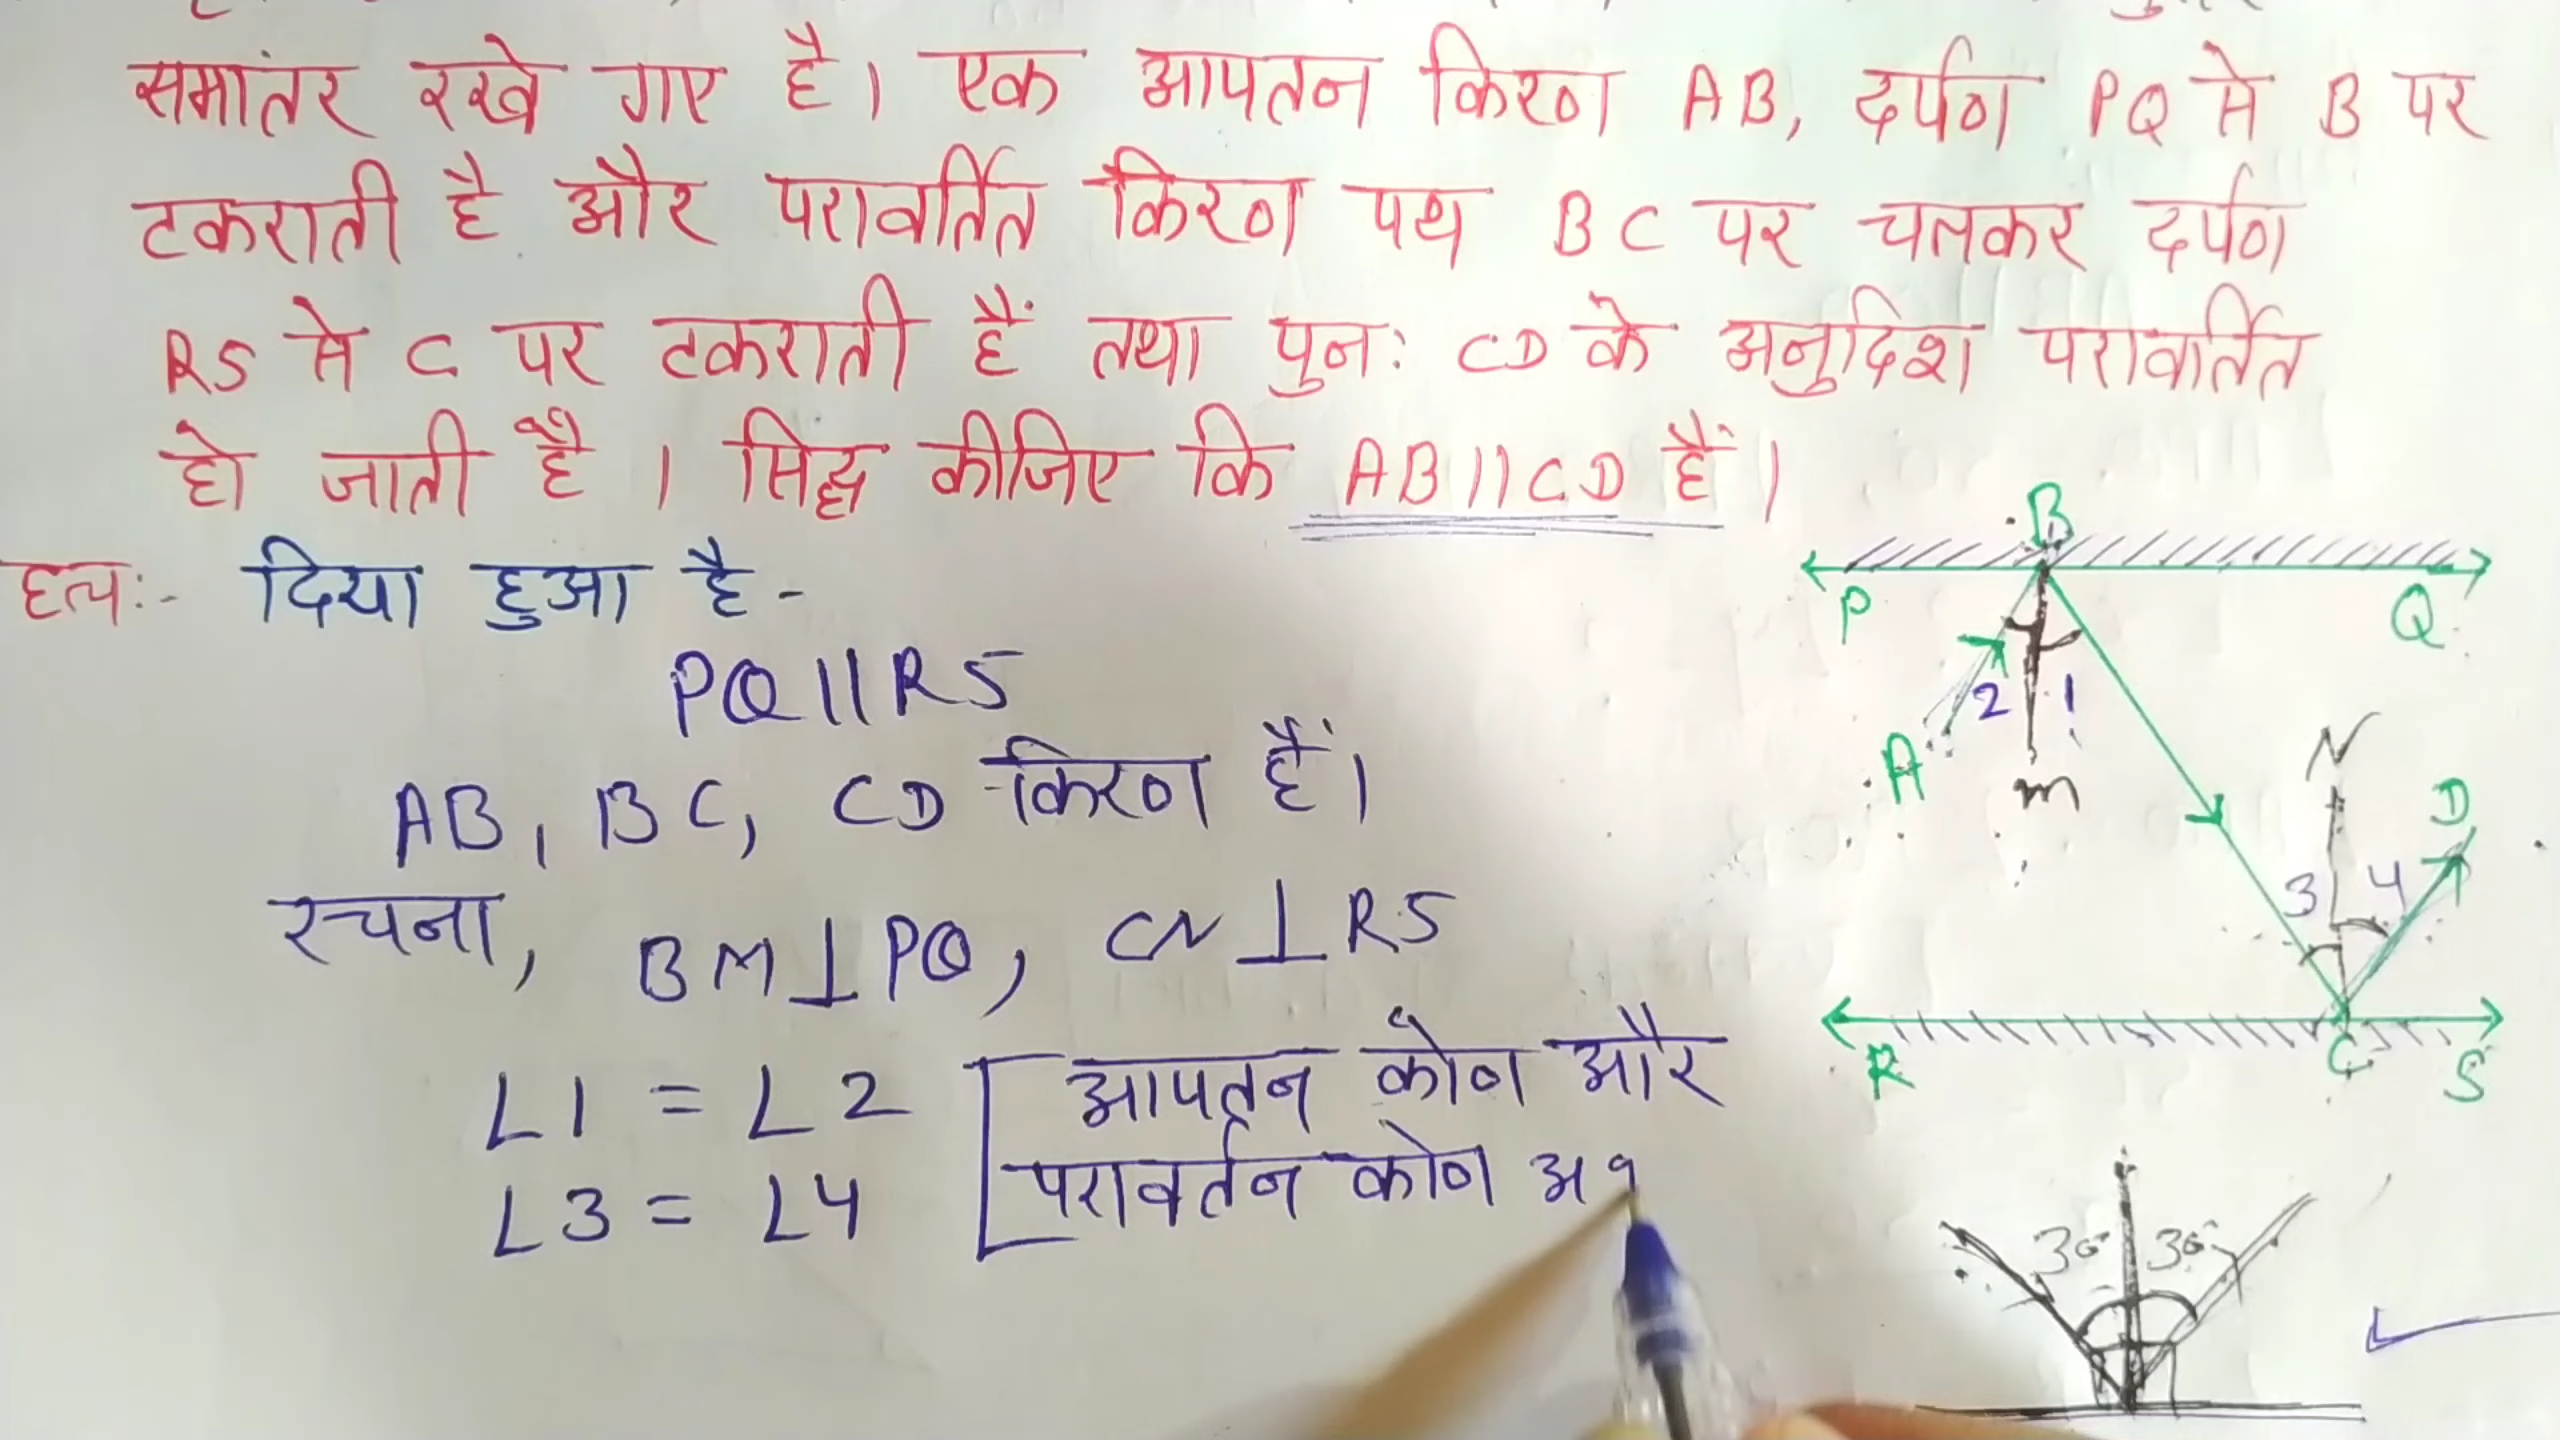 समांतर रखे गए है। एक आपतन किरण AB, दर्पण PQ से B पर
टकराती है और परावर्तित किरण पथ BC पर चलकर दर्पण
RS से C पर टकराती हैं तथा पुनः CD के अनुदिश परावर्तित
हो जाती है। सिद्ध कीजिए कि AB||CD हैं।
हल:- दिया हुआ है -
PQ||RS
AB, BC, CD किरण हैं।
रचना, BM⊥PQ, CN⊥RS
∠1 = ∠2 [आपतन कोण और
∠3 = ∠4 परावर्तन कोण
B
P Q
2 1
A m
N
D
3 4
R C S
30° 30°